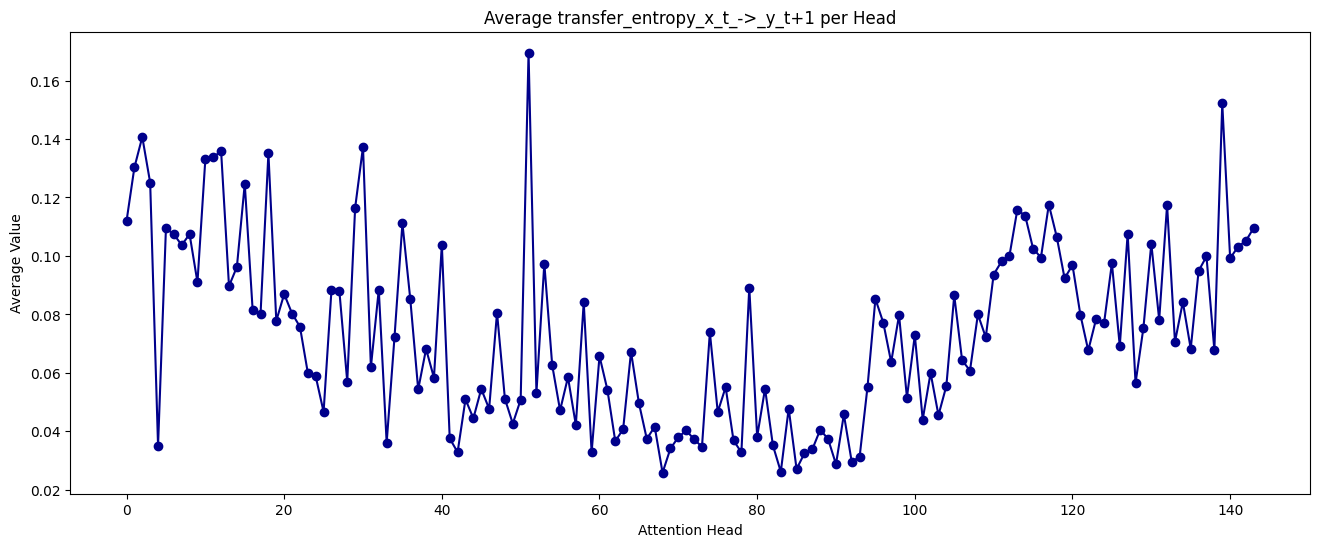 Average transfer_entropy_x_t_->_y_t+1 per Head
Average Value
0.16
0.14
0.12
0.10
0.08
0.06
0.04
0.02
0 20 40 60 80 100 120 140
Attention Head